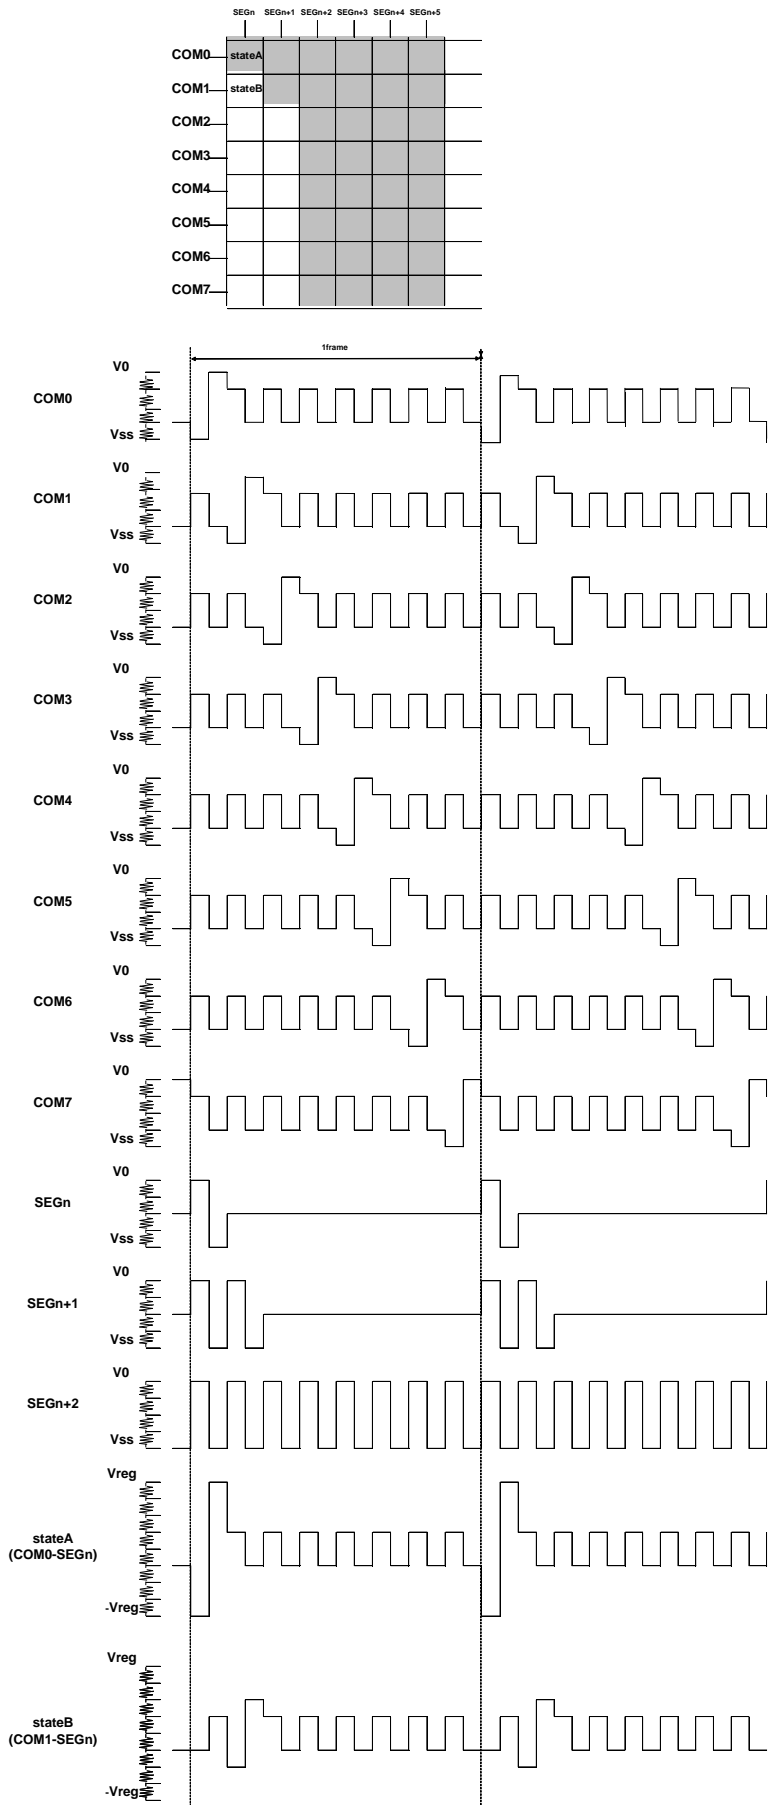 SEGn SEGn+1 SEGn+2 SEGn+3 SEGn+4 SEGn+5
COM0 stateA
COM1 stateB
COM2
COM3
COM4
COM5
COM6
COM7
1frame
V0
COM0
Vss
V0
COM1
Vss
V0
COM2
Vss
V0
COM3
Vss
V0
COM4
Vss
V0
COM5
Vss
V0
COM6
Vss
V0
COM7
Vss
V0
SEGn
Vss
V0
SEGn+1
Vss
V0
SEGn+2
Vss
Vreg
stateA
(COM0-SEGn)
-Vreg
Vreg
stateB
(COM1-SEGn)
-Vreg